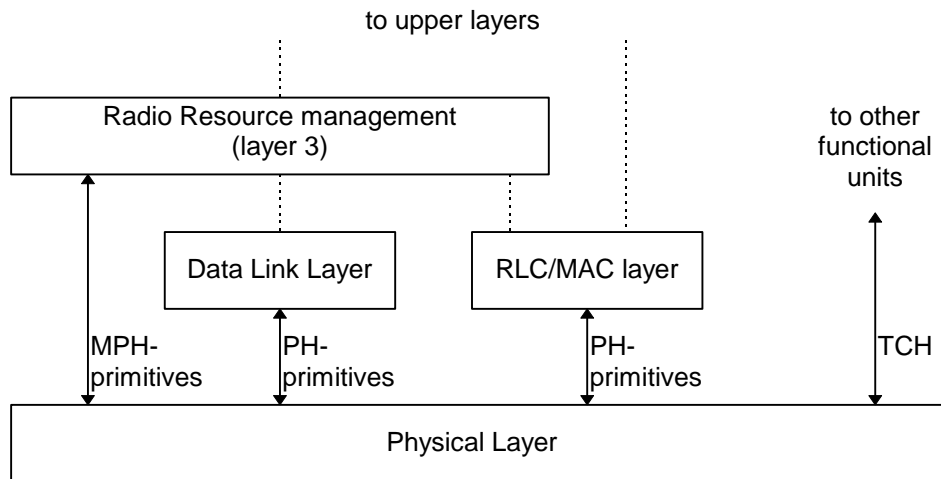 to upper layers
Radio Resource management
(layer 3)
to other
functional
units
Data Link Layer
RLC/MAC layer
MPH-
primitives
PH-
primitives
PH-
primitives
TCH
Physical Layer